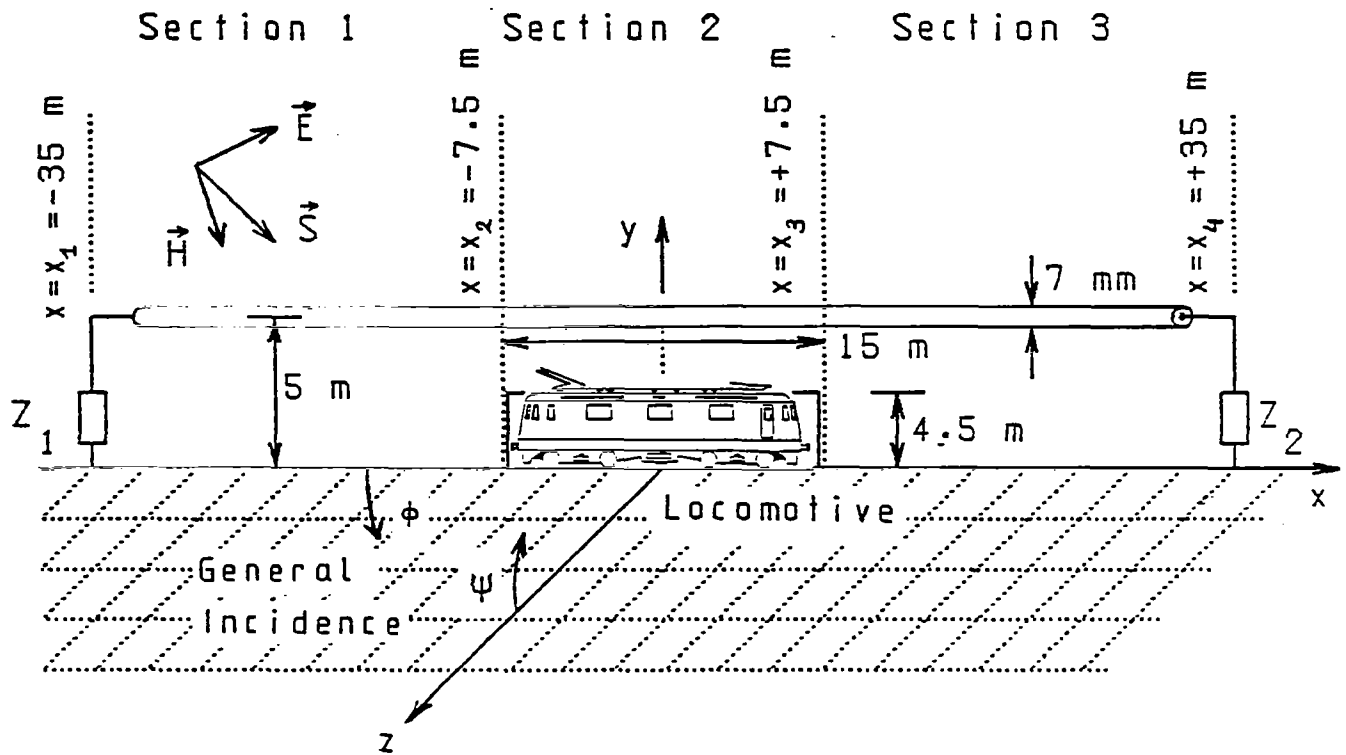 Section 1
Section 2
Section 3
x=x₁=-35 m
x=x₂=-7.5 m
x=x₃=+7.5 m
x=x₄=+35 m
E
H
S
y
7 mm
15 m
5 m
4.5 m
Z₁
Z₂
x
ϕ
Locomotive
General
Incidence
ψ
z